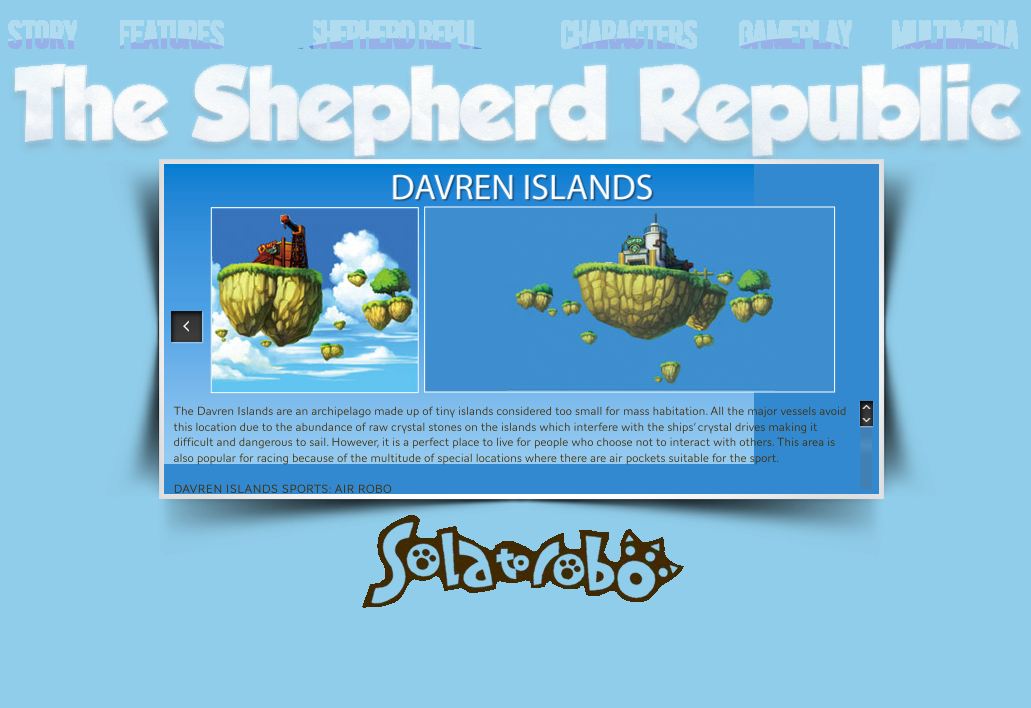 STORY FEATURES SHEPHERD REPU CHARACTERS GAMEPLAY MULTIMEDIA
The Shepherd Republic
DAVREN ISLANDS
The Davren Islands are an archipelago made up of tiny islands considered too small for mass habitation. All the major vessels avoid
this location due to the abundance of raw crystal stones on the islands which interfere with the ships' crystal drives making it
difficult and dangerous to sail. However, it is a perfect place to live for people who choose not to interact with others. This area is
also popular for racing because of the multitude of special locations where there are air pockets suitable for the sport.
DAVREN ISLANDS SPORTS: AIR ROBO
Solatorobo